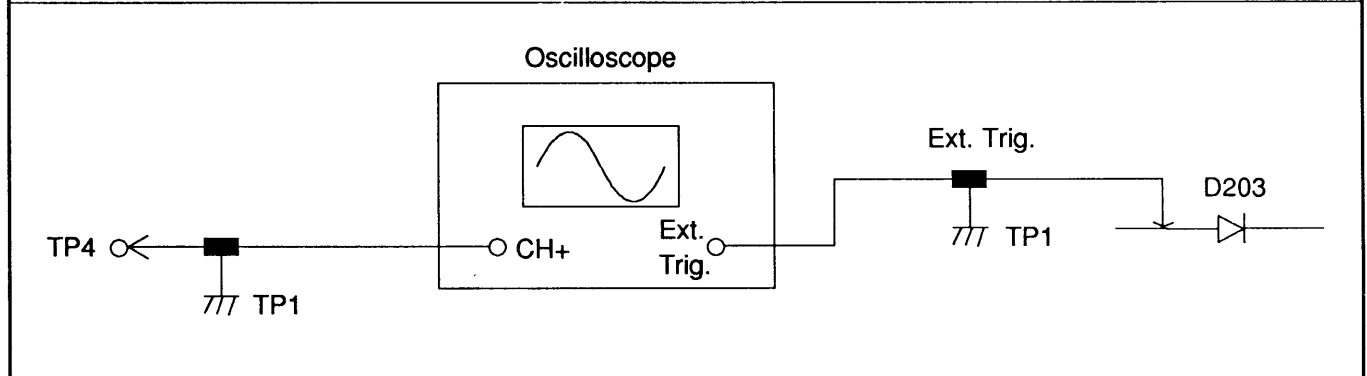 Oscilloscope
Ext. Trig.
D203
TP4
CH+
Ext.
Trig.
TP1
TP1